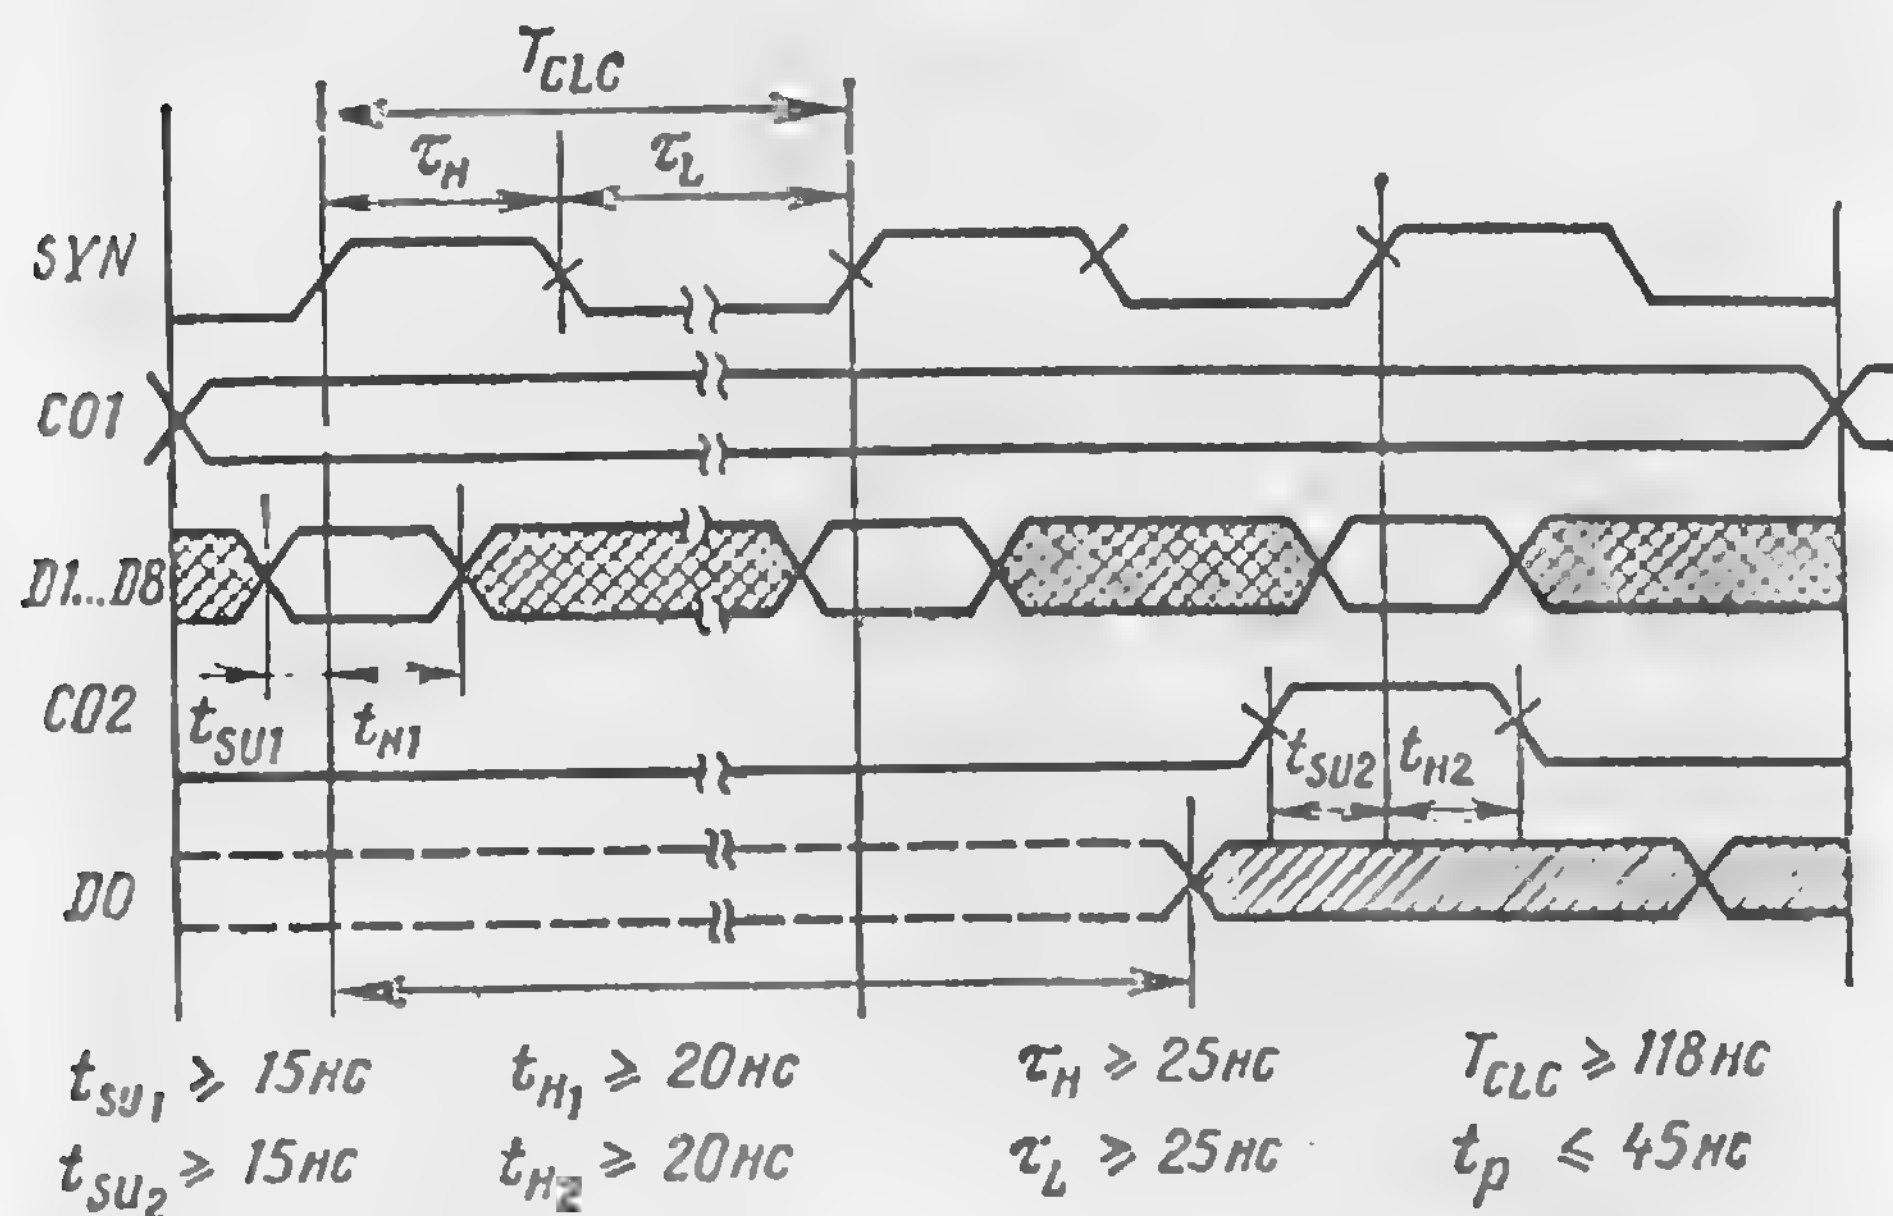 T_CLC
τ_H τ_L
SYN
CO1
D1...D8
CO2
t_SU1 t_H1
t_SU2 t_H2
DO
t_SU1 ⩾ 15нс t_H1 ⩾ 20нс τ_H ⩾ 25нс T_CLC ⩾ 118нс
t_SU2 ⩾ 15нс t_H2 ⩾ 20нс τ_L ⩾ 25нс t_p ⩽ 45нс